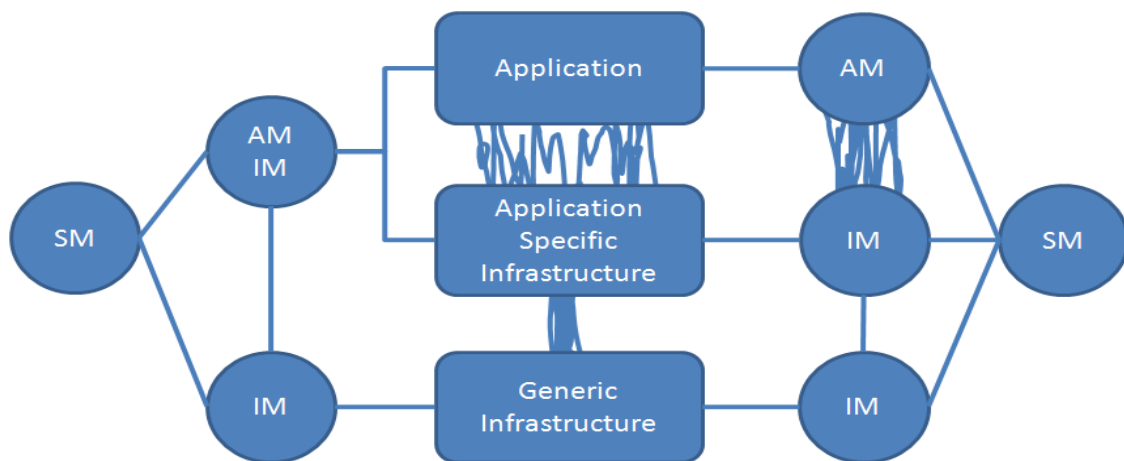 Application
AM
AM
IM
SM
Application
Specific
Infrastructure
IM
SM
IM
Generic
Infrastructure
IM